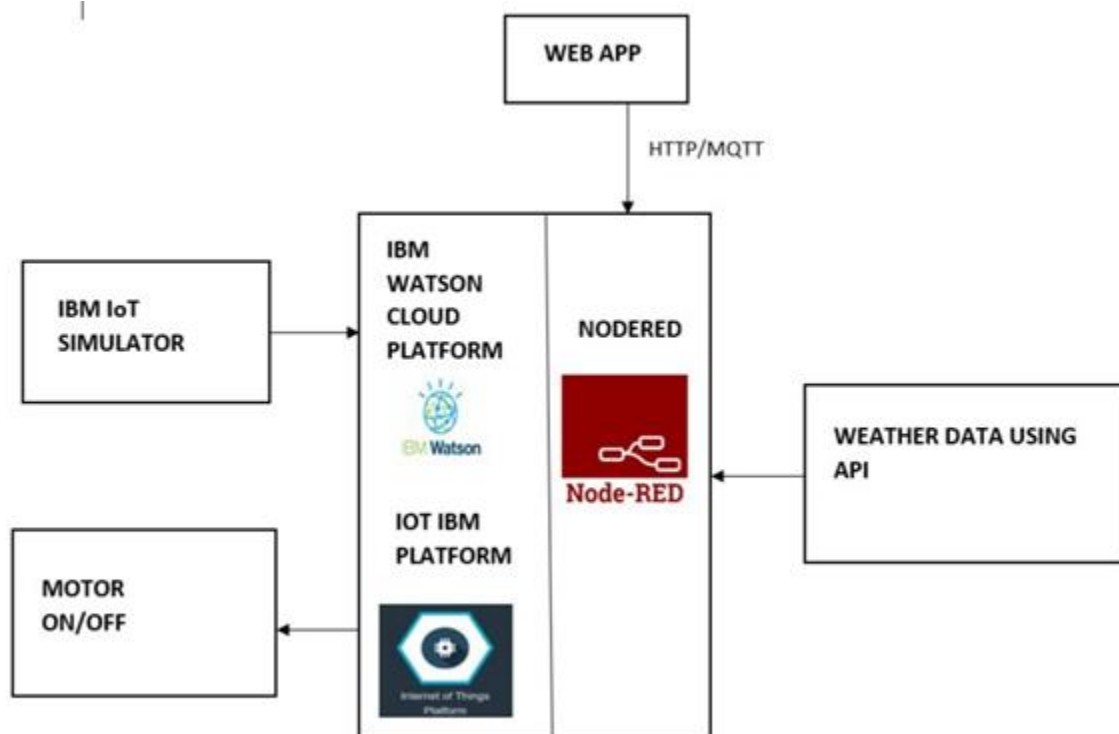 WEB APP
HTTP/MQTT
IBM
WATSON
CLOUD
PLATFORM
IBM IoT
SIMULATOR
NODERED
IBM Watson
Node-RED
WEATHER DATA USING
API
IOT IBM
PLATFORM
MOTOR
ON/OFF
Internet of Things
Platform